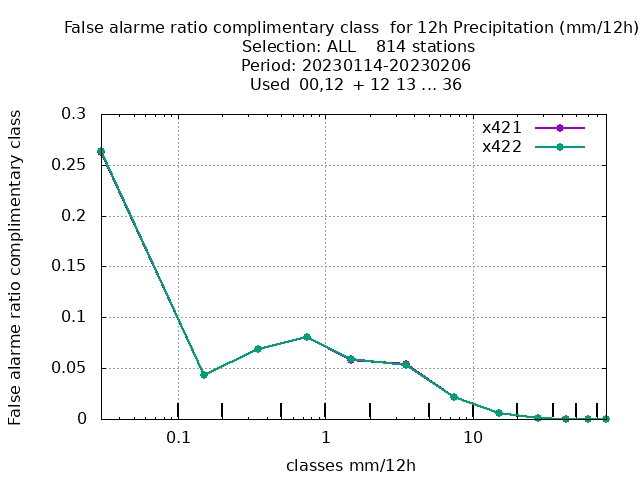 False alarme ratio complimentary class  for 12h Precipitation (mm/12h)
Selection: ALL    814 stations
Period: 20230114-20230206
Used  00,12  + 12 13 ... 36
False alarme ratio complimentary class
0.3
0.25
0.2
0.15
0.1
0.05
0
x421
x422
0.1 1 10
classes mm/12h